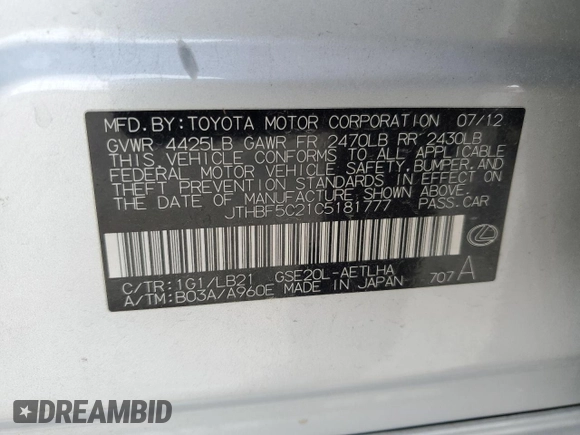 MFD.BY:TOYOTA MOTOR CORPORATION 07/12
GVWR 4425LB GAWR FR 2470LB RR 2430LB
THIS VEHICLE CONFORMS TO ALL APPLICABLE
FEDERAL MOTOR VEHICLE SAFETY,BUMPER,AND
THEFT PREVENTION STANDARDS IN EFFECT ON
THE DATE OF MANUFACTURE SHOWN ABOVE.
JTHBF5C21C5181777 PASS.CAR
C/TR:1G1/LB21 GSE20L-AETLHA
A/TM:B03A/A960E MADE IN JAPAN 707 A
DREAMBID